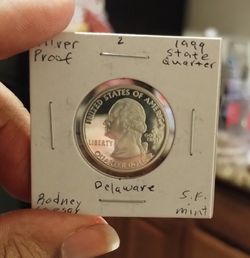 Silver 2 1999
Proof State
Quarter
UNITED STATES OF AMERICA
LIBERTY
QUARTER DOLLAR
Delaware
Rodney S.F.
mint